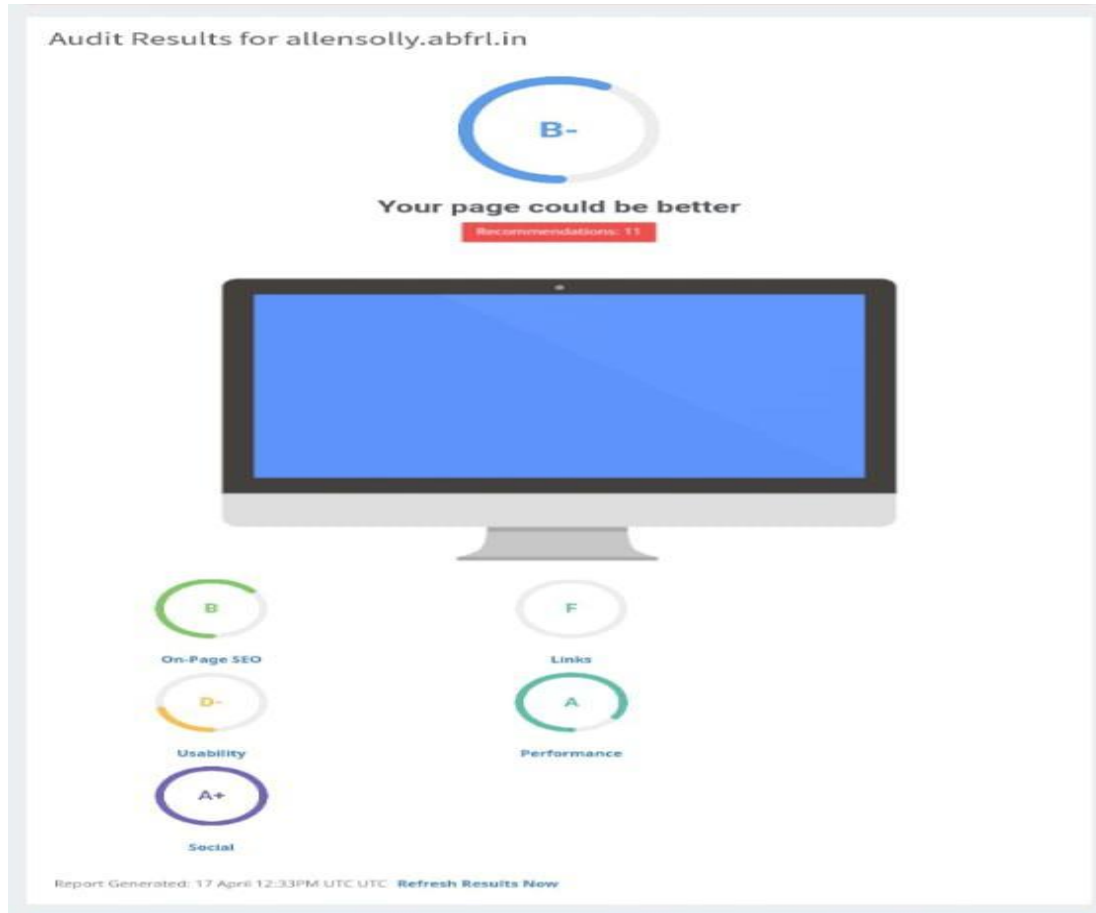 Audit Results for allensolly.abfrl.in
B-
Your page could be better
Recommendations: 11
B
F
On-Page SEO
Links
D-
A
Usability
Performance
A+
Social
Report Generated: 17 April 12:33PM UTC UTC Refresh Results Now